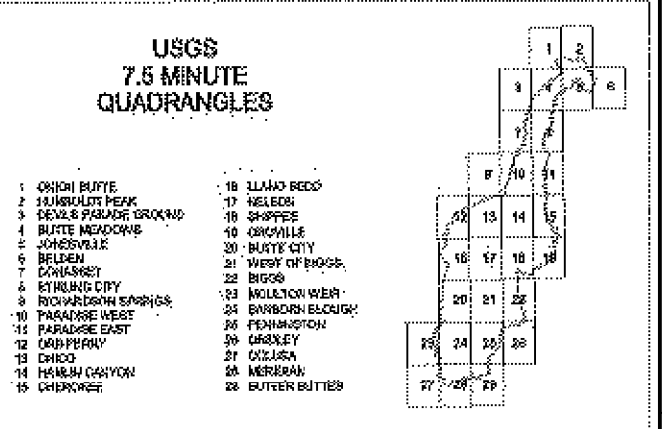 USGS
7.5 MINUTE
QUADRANGLES
1 ONION BUTTE
2 HUMBOLDT PEAK
3 DEVILS PARADE GROUND
4 BUTTE MEADOWS
5 JONESVILLE
6 BELDEN
7 COHASSET
8 STIRLING CITY
9 RICHARDSON SPRINGS
10 PARADISE WEST
11 PARADISE EAST
12 ORD FERRY
13 CHICO
14 HAMLIN CANYON
15 CHEROKEE
16 LLANO SECO
17 NELSON
18 SHIPPEE
19 OROVILLE
20 BUTTE CITY
21 WEST OF BIGGS
22 BIGGS
23 MOULTON WEIR
24 SANBORN SLOUGH
25 PENNINGTON
26 GRIDLEY
27 COLUSA
28 MERIDIAN
SUTTER BUTTES
1 2
3 4 5 6
7
9 10 11
12 13 14 15
16 17 18 19
20 21 22
23 24 25 26
27 28 29